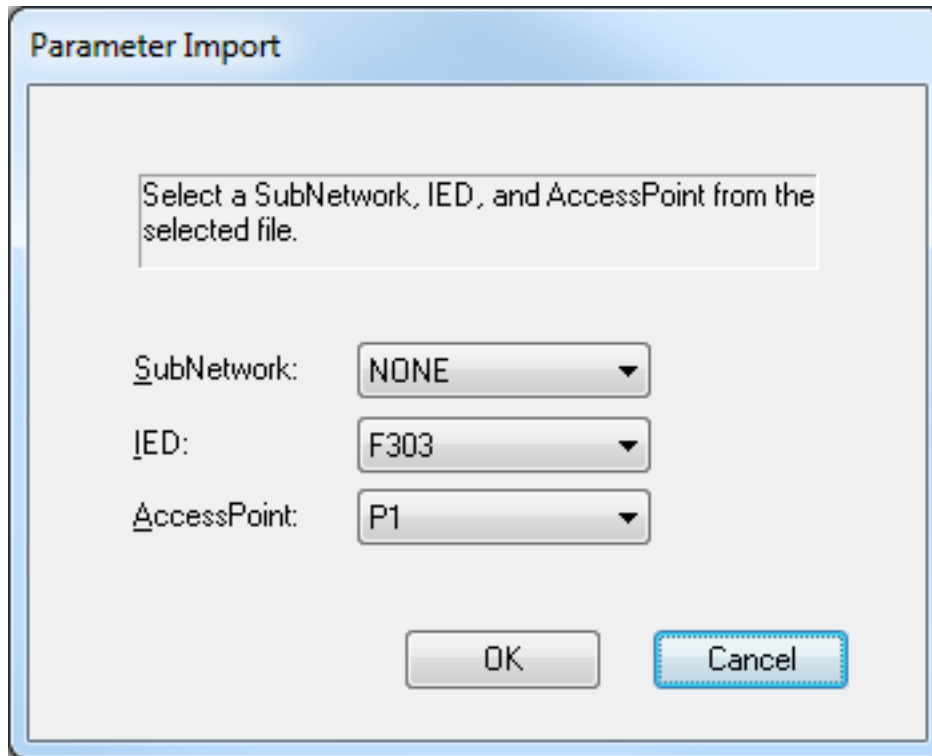 Parameter Import
Select a SubNetwork, IED, and AccessPoint from the
selected file.
SubNetwork: NONE
IED: F303
AccessPoint: P1
OK Cancel